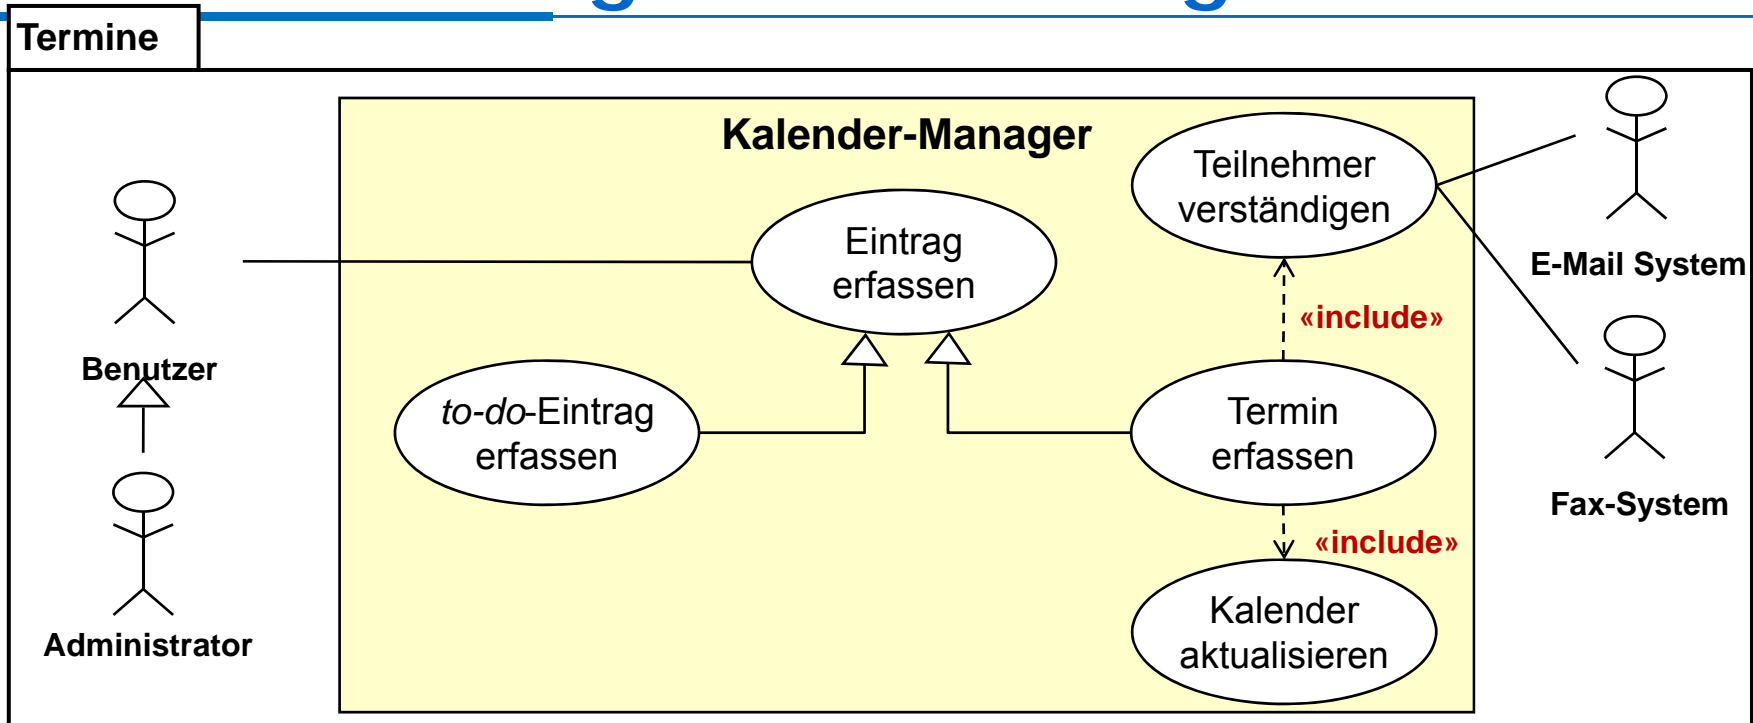 Termine
Kalender-Manager
Teilnehmer
verständigen
Eintrag
erfassen
E-Mail System
«include»
Benutzer
to-do-Eintrag
erfassen
Termin
erfassen
Fax-System
«include»
Kalender
aktualisieren
Administrator